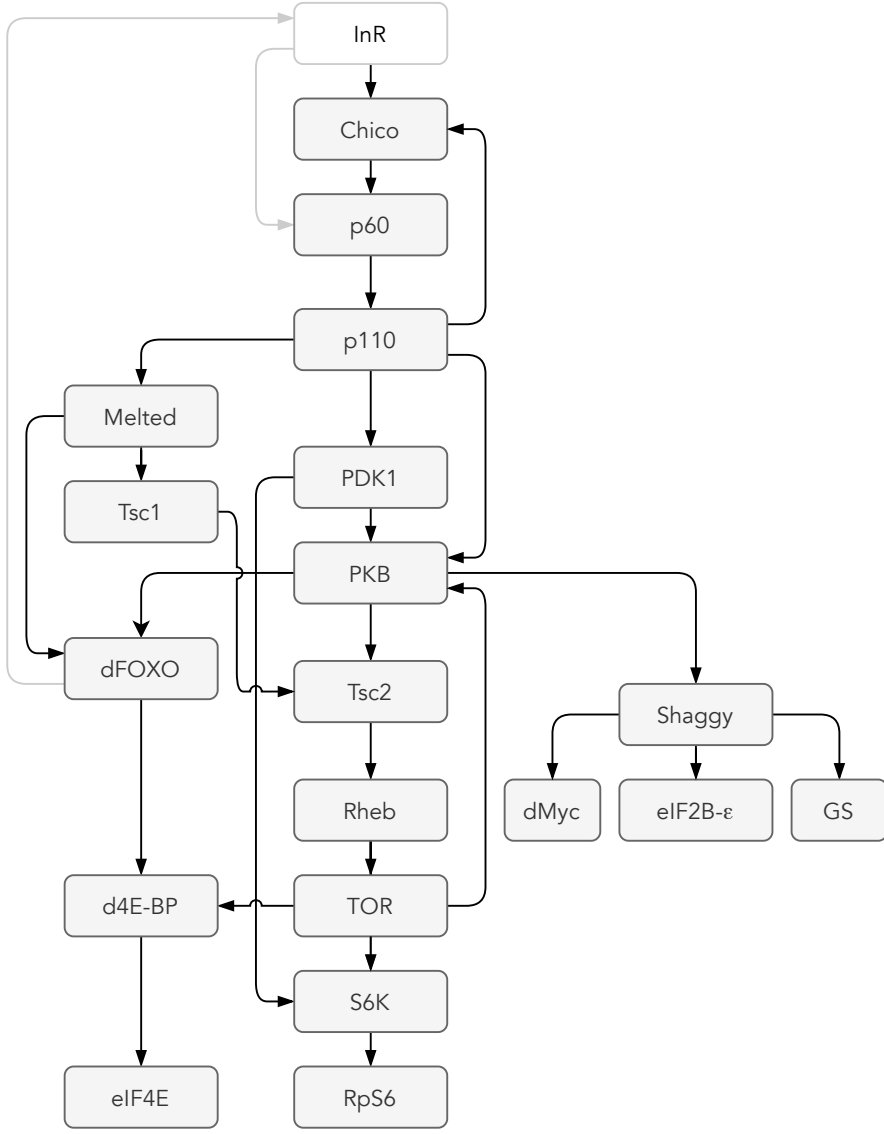 InR
Chico
p60
p110
Melted
PDK1
Tsc1
PKB
dFOXO
Tsc2
Shaggy
dMyc
eIF2B-ε
GS
Rheb
d4E-BP
TOR
S6K
eIF4E
RpS6